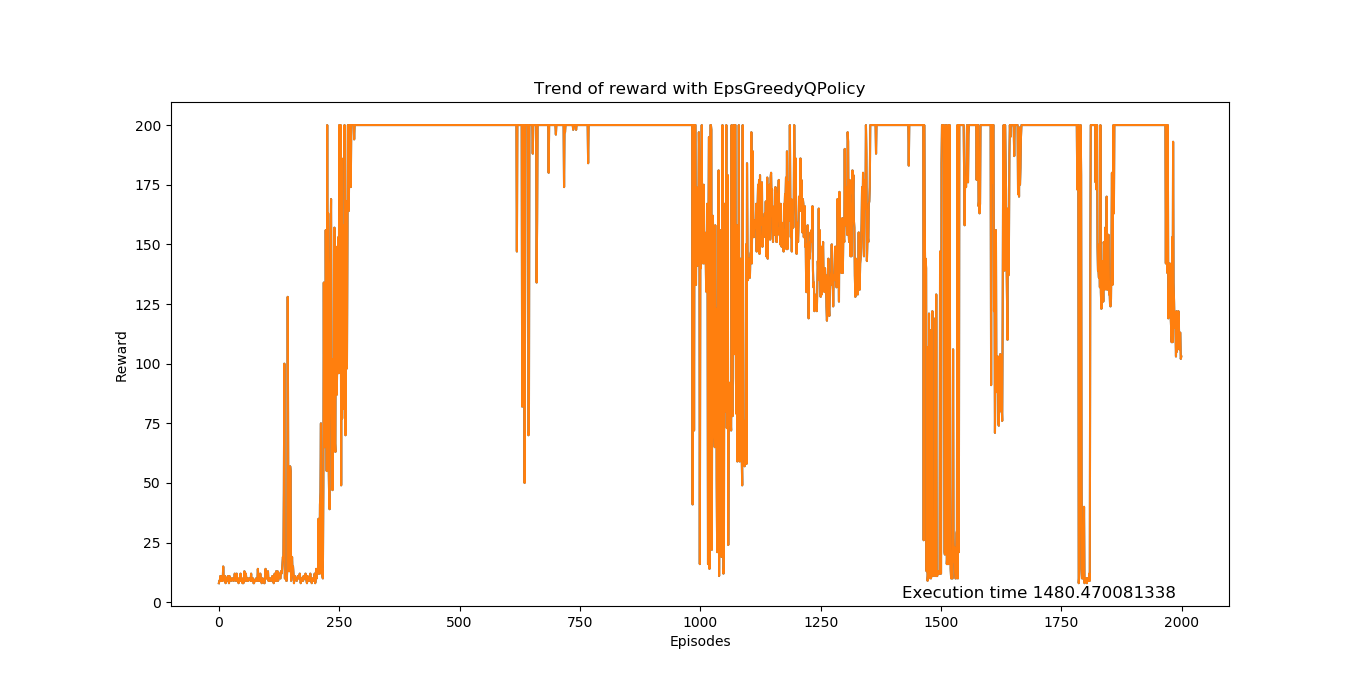 Trend of reward with EpsGreedyQPolicy
200
175
150
125
100
75
50
25
0
Reward
Execution time 1480.470081338
0 250 500 750 1000 1250 1500 1750 2000
Episodes